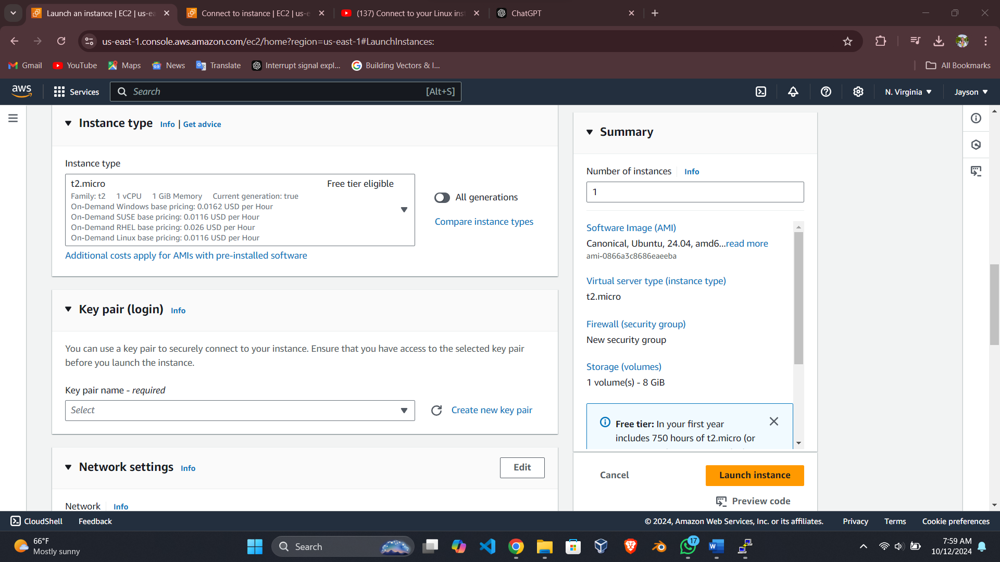 Launch an instance | EC2 | us-ea
Connect to instance | EC2 | us-e
(137) Connect to your Linux inst
ChatGPT
us-east-1.console.aws.amazon.com/ec2/home?region=us-east-1#LaunchInstances:
Gmail
YouTube
Maps
News
Translate
Interrupt signal expl...
Building Vectors & I...
All Bookmarks
aws
Services
Search
[Alt+S]
N. Virginia
Jayson
Instance type
Info | Get advice
Instance type
t2.micro
Free tier eligible
Family: t2 1 vCPU 1 GiB Memory Current generation: true
On-Demand Windows base pricing: 0.0162 USD per Hour
On-Demand SUSE base pricing: 0.0116 USD per Hour
On-Demand RHEL base pricing: 0.026 USD per Hour
On-Demand Linux base pricing: 0.0116 USD per Hour
All generations
Compare instance types
Additional costs apply for AMIs with pre-installed software
Key pair (login)
Info
You can use a key pair to securely connect to your instance. Ensure that you have access to the selected key pair
before you launch the instance.
Key pair name - required
Select
Create new key pair
Network settings
Info
Edit
Network
Info
Summary
Number of instances
Info
1
Software Image (AMI)
Canonical, Ubuntu, 24.04, amd6...read more
ami-0866a3c8686eaeeba
Virtual server type (instance type)
t2.micro
Firewall (security group)
New security group
Storage (volumes)
1 volume(s) - 8 GiB
Free tier: In your first year
includes 750 hours of t2.micro (or
Cancel
Launch instance
Preview code
CloudShell
Feedback
© 2024, Amazon Web Services, Inc. or its affiliates.
Privacy
Terms
Cookie preferences
66°F
Mostly sunny
Search
17
7:59 AM
10/12/2024